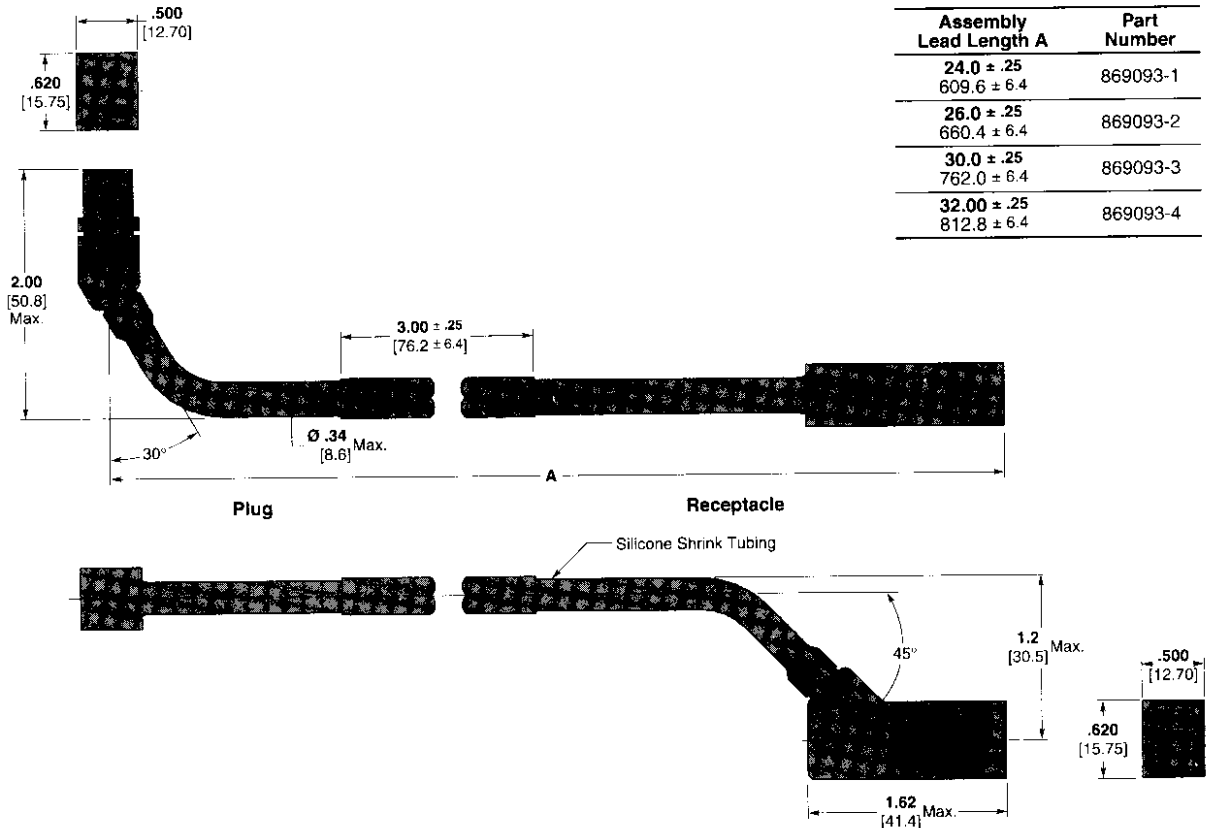 .500
[12.70]
.620
[15.75]
Assembly Lead Length A Part Number
24.0 ± .25
609.6 ± 6.4 869093-1
26.0 ± .25
660.4 ± 6.4 869093-2
30.0 ± .25
762.0 ± 6.4 869093-3
32.00 ± .25
812.8 ± 6.4 869093-4
2.00
[50.8]
Max.
3.00 ± .25
[76.2 ± 6.4]
30°
Ø .34 Max.
[8.6]
A
Plug
Receptacle
Silicone Shrink Tubing
45°
1.2 Max.
[30.5]
.500
[12.70]
.620
[15.75]
1.62 Max.
[41.4]